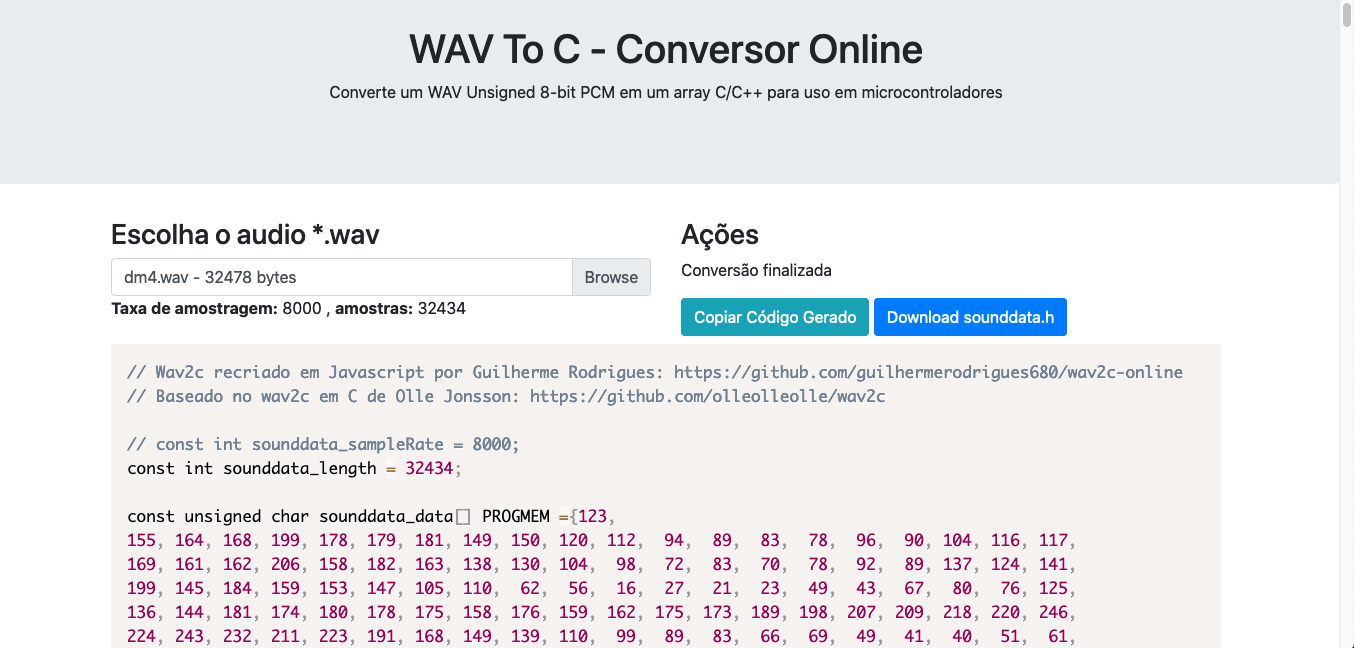 WAV To C - Conversor Online
Converte um WAV Unsigned 8-bit PCM em um array C/C++ para uso em microcontroladores
Escolha o audio *.wav
dm4.wav - 32478 bytes
Browse
Taxa de amostragem: 8000 , amostras: 32434
Ações
Conversão finalizada
Copiar Código Gerado
Download sounddata.h
// Wav2c recriado em Javascript por Guilherme Rodrigues: https://github.com/guilhermerodrigues680/wav2c-online
// Baseado no wav2c em C de Olle Jonsson: https://github.com/olleolleolle/wav2c
// const int sounddata_sampleRate = 8000;
const int sounddata_length = 32434;
const unsigned char sounddata_data[] PROGMEM ={123,
155, 164, 168, 199, 178, 179, 181, 149, 150, 120, 112, 94, 89, 83, 78, 96, 90, 104, 116, 117,
169, 161, 162, 206, 158, 182, 163, 138, 130, 104, 98, 72, 83, 70, 78, 92, 89, 137, 124, 141,
199, 145, 184, 159, 153, 147, 105, 110, 62, 56, 16, 27, 21, 23, 49, 43, 67, 80, 76, 125,
136, 144, 181, 174, 180, 178, 175, 158, 176, 159, 162, 175, 173, 189, 198, 207, 209, 218, 220, 246,
224, 243, 232, 211, 223, 191, 168, 149, 139, 110, 99, 89, 83, 66, 69, 49, 41, 40, 51, 61,